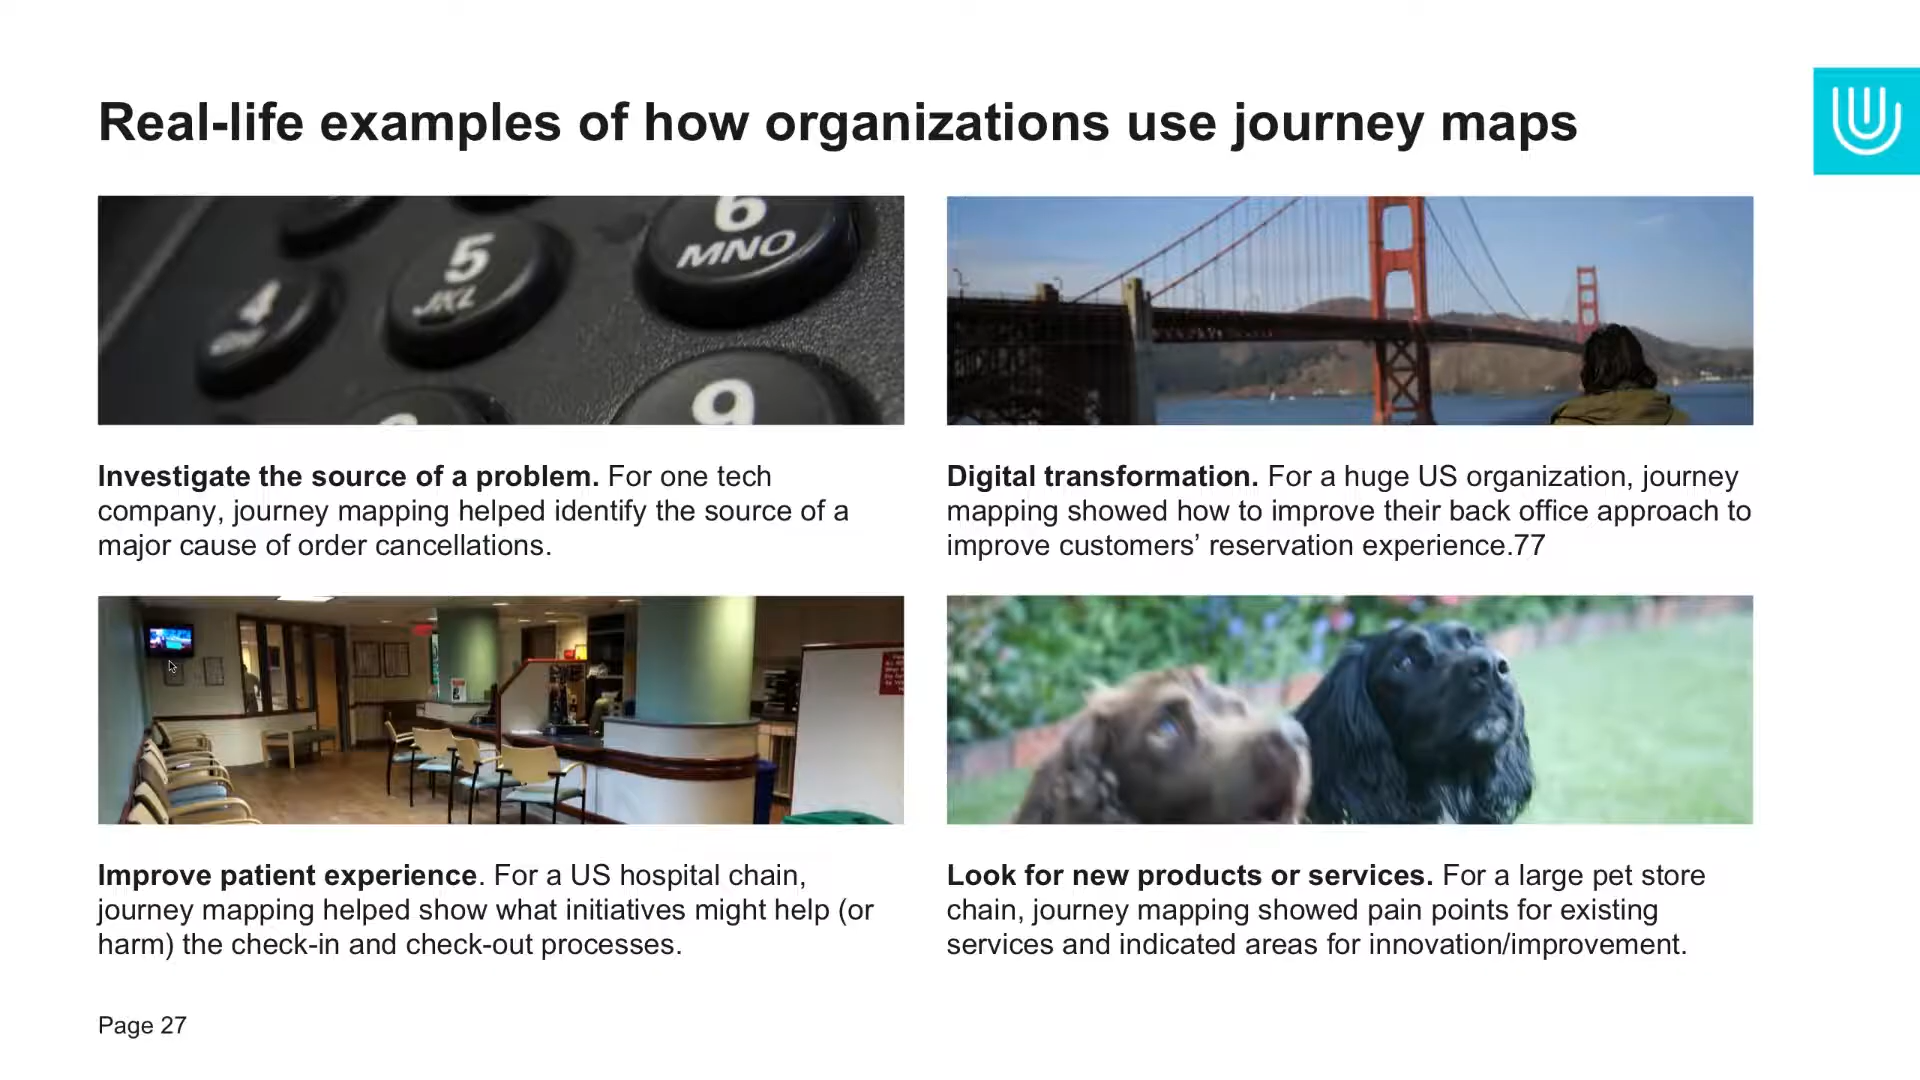 Real-life examples of how organizations use journey maps
4
5
JKL
6
MNO
9
Investigate the source of a problem. For one tech
company, journey mapping helped identify the source of a
major cause of order cancellations.
Digital transformation. For a huge US organization, journey
mapping showed how to improve their back office approach to
improve customers’ reservation experience.77
Improve patient experience. For a US hospital chain,
journey mapping helped show what initiatives might help (or
harm) the check-in and check-out processes.
Look for new products or services. For a large pet store
chain, journey mapping showed pain points for existing
services and indicated areas for innovation/improvement.
Page 27